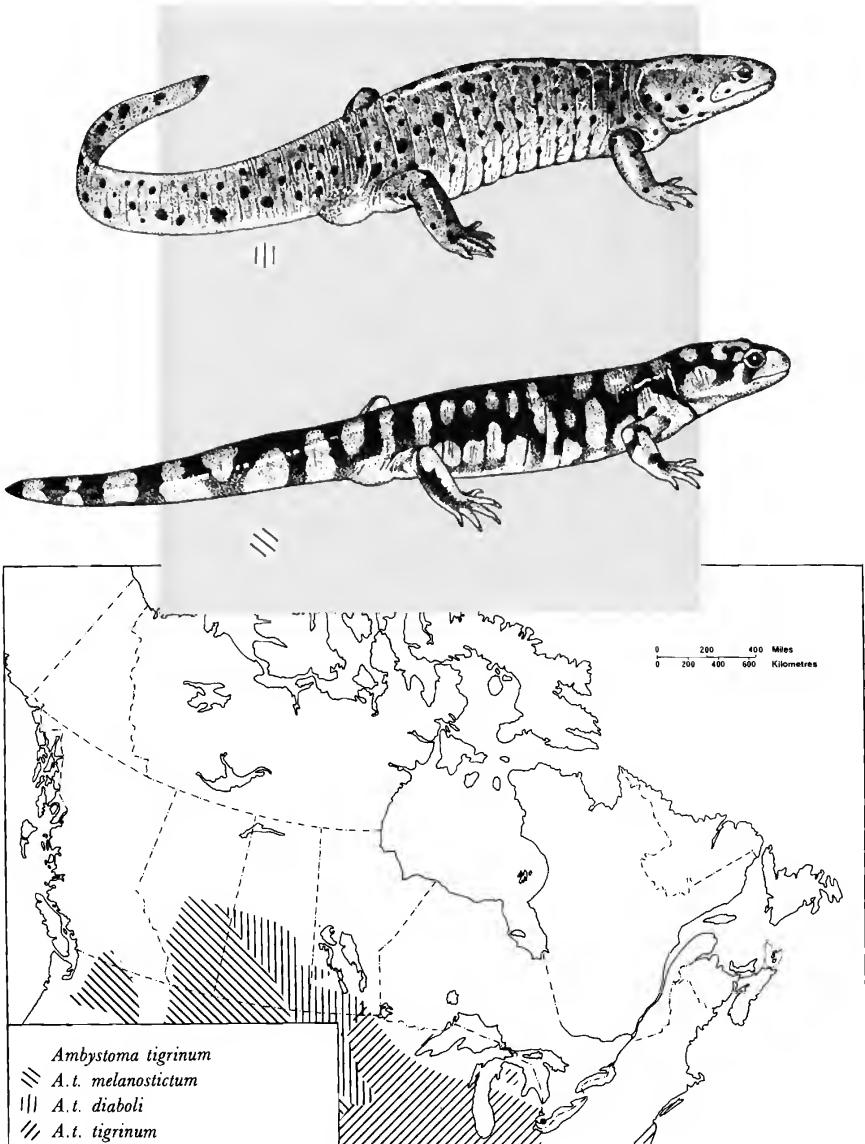 0 200 400 Miles
0 200 400 600 Kilometres
Ambystoma tigrinum
A.t. melanostictum
A.t. diaboli
A.t. tigrinum